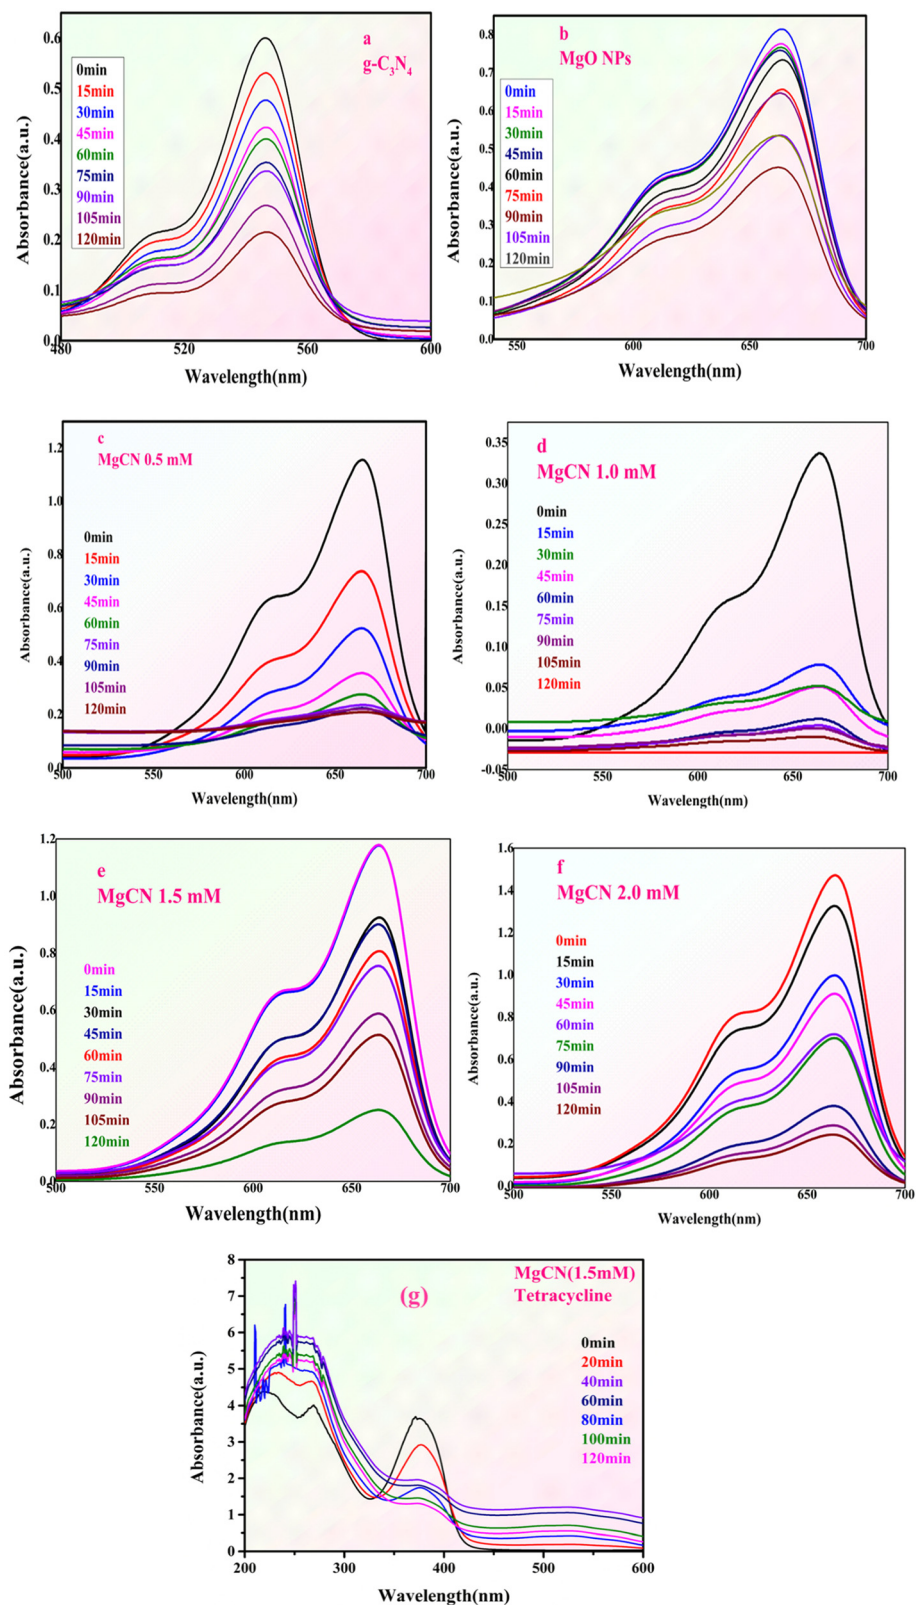 a
g-C₃N₄
0.6
0.4
0.3
0.2
0.1
0.0
0min
15min
30min
45min
60min
75min
90min
105min
120min
Absorbance(a.u.)
480
520
560
600
Wavelength(nm)
b
MgO NPs
0.8
0.7
0.6
0.5
0.4
0.3
0.2
0.1
0.0
0min
15min
30min
45min
60min
75min
90min
105min
120min
Absorbance(a.u.)
550
600
650
700
Wavelength(nm)
c
MgCN 0.5 mM
1.2
1.0
0.8
0.6
0.4
0.2
0.0
0min
15min
30min
45min
60min
75min
90min
105min
120min
Absorbance(a.u.)
500
550
600
650
700
Wavelength(nm)
d
MgCN 1.0 mM
0.35
0.30
0.25
0.20
0.15
0.10
0.05
0.00
-0.05
0min
15min
30min
45min
60min
75min
90min
105min
120min
Absorbance(a.u.)
500
550
600
650
700
Wavelength(nm)
e
MgCN 1.5 mM
1.2
1.0
0.8
0.6
0.4
0.2
0.0
0min
15min
30min
45min
60min
75min
90min
105min
120min
Absorbance(a.u.)
500
550
600
650
700
Wavelength(nm)
f
MgCN 2.0 mM
1.6
1.4
1.2
1.0
0.8
0.6
0.4
0.2
0.0
0min
15min
30min
45min
60min
75min
90min
105min
120min
Absorbance(a.u.)
500
550
600
650
700
Wavelength(nm)
(g)
MgCN(1.5mM)
Tetracycline
8
7
6
5
4
3
2
1
0
0min
20min
40min
60min
80min
100min
120min
Absorbance(a.u.)
200
300
400
500
600
Wavelength(nm)